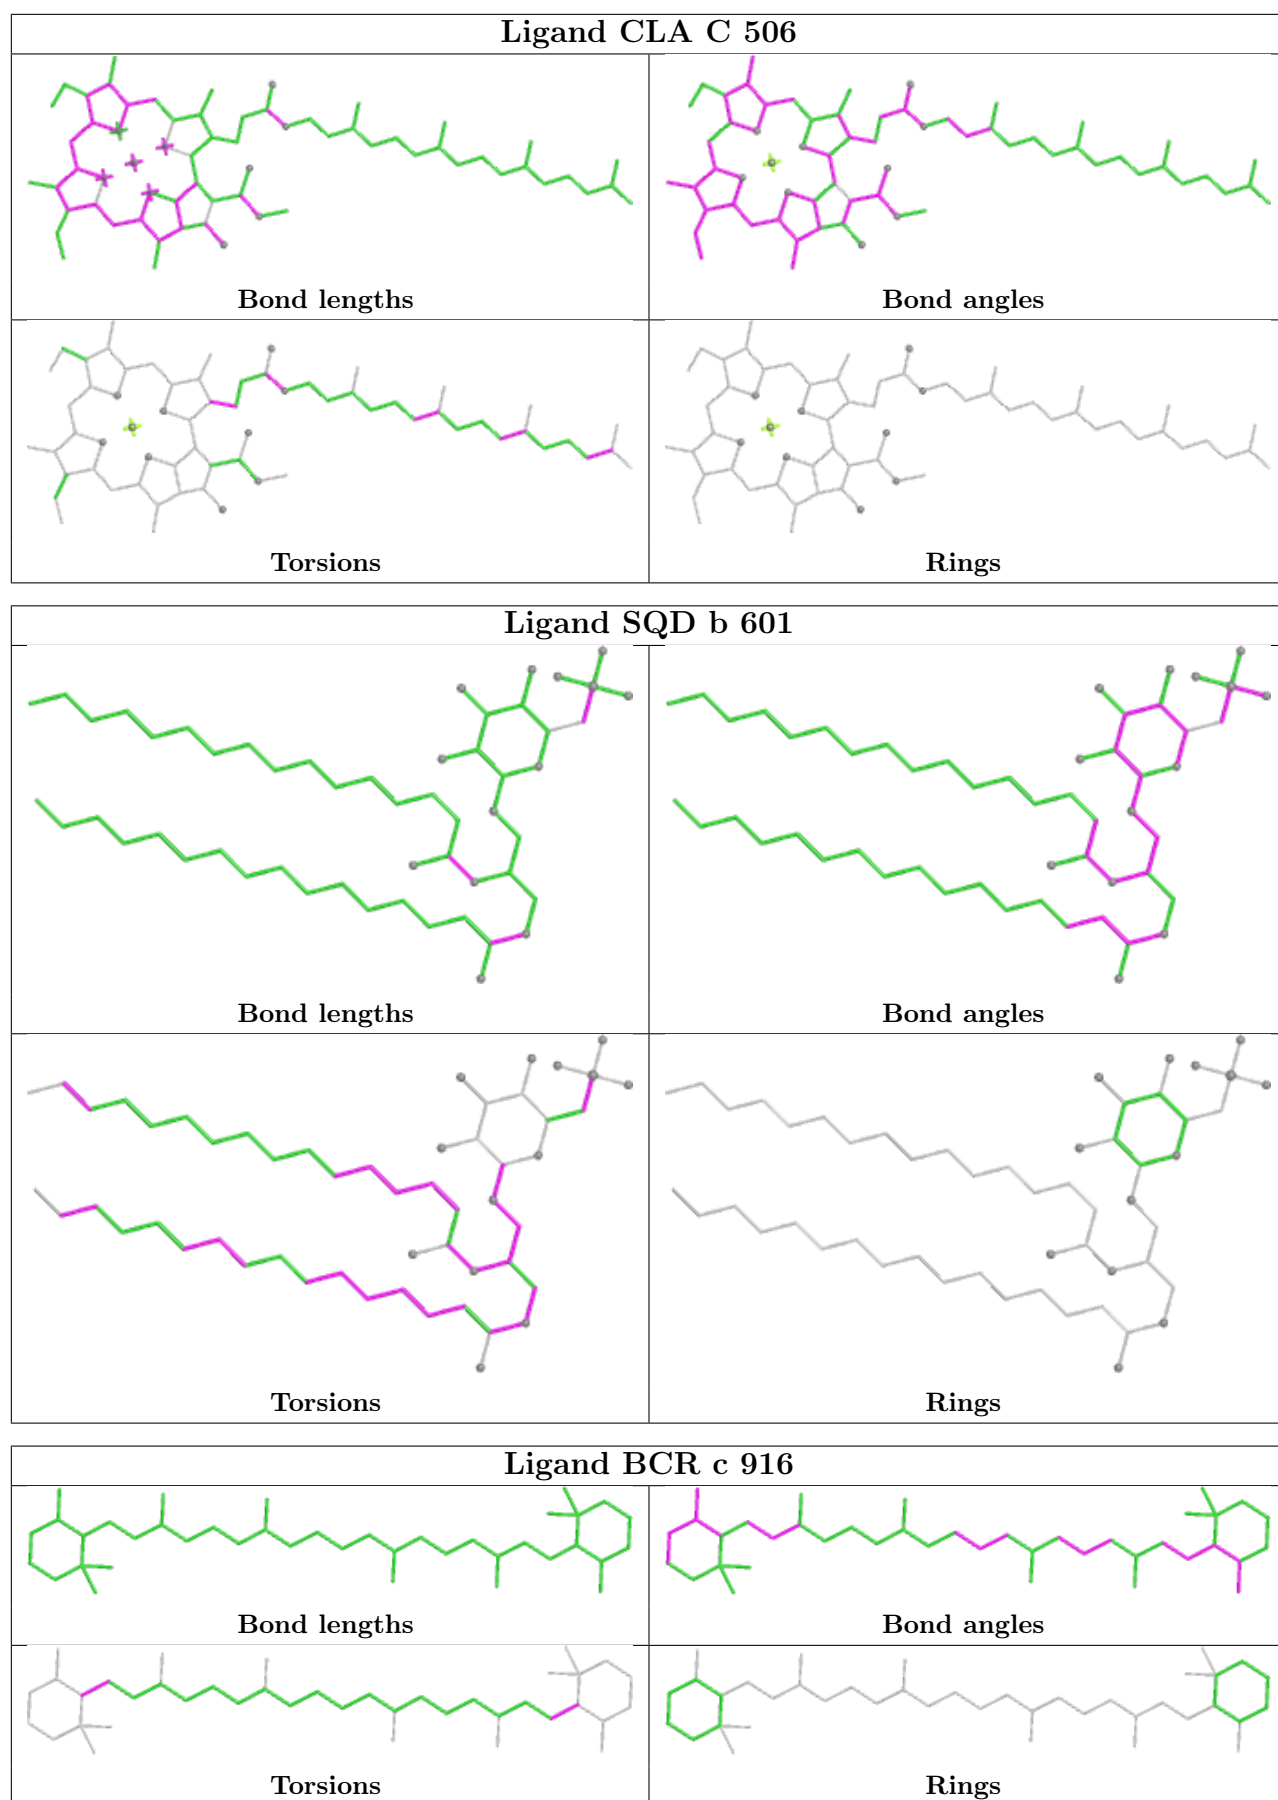 Ligand CLA C 506
Bond lengths
Bond angles
Torsions
Rings
Ligand SQD b 601
Bond lengths
Bond angles
Torsions
Rings
Ligand BCR c 916
Bond lengths
Bond angles
Torsions
Rings